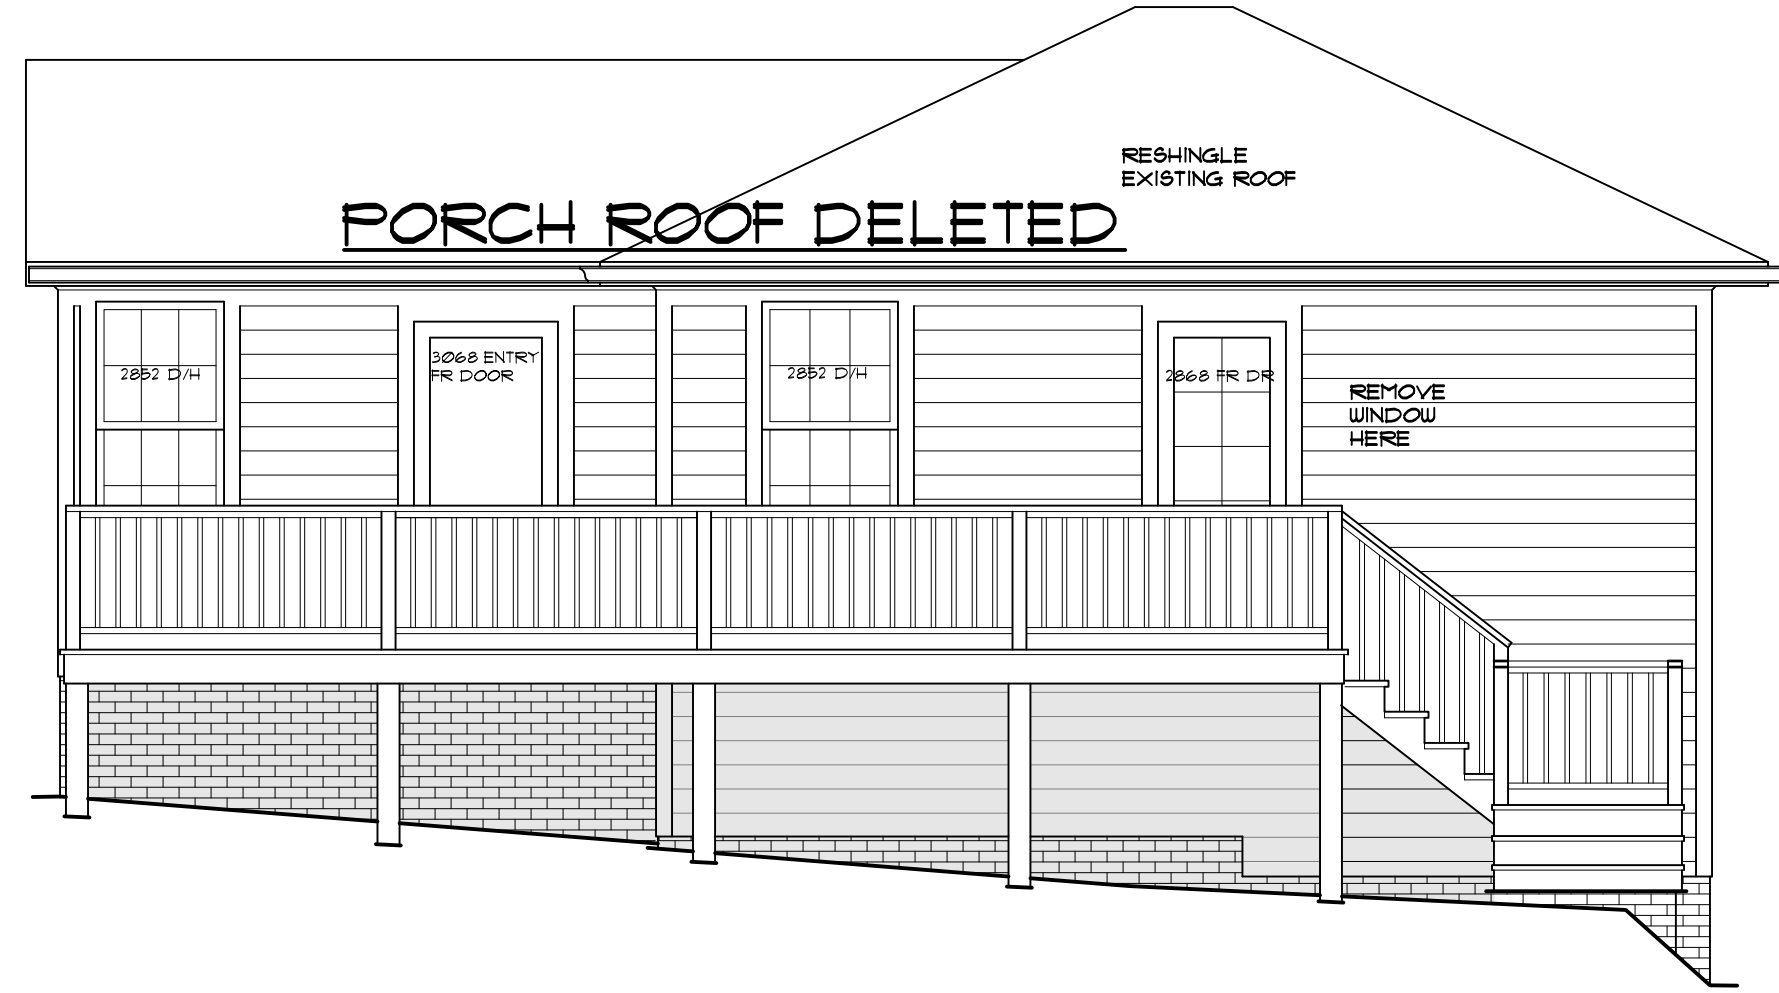 RESHINGLE
EXISTING ROOF
PORCH ROOF DELETED
3068 ENTRY
FR DOOR
2852 D/H
2852 D/H
2868 FR DR
REMOVE
WINDOW
HERE